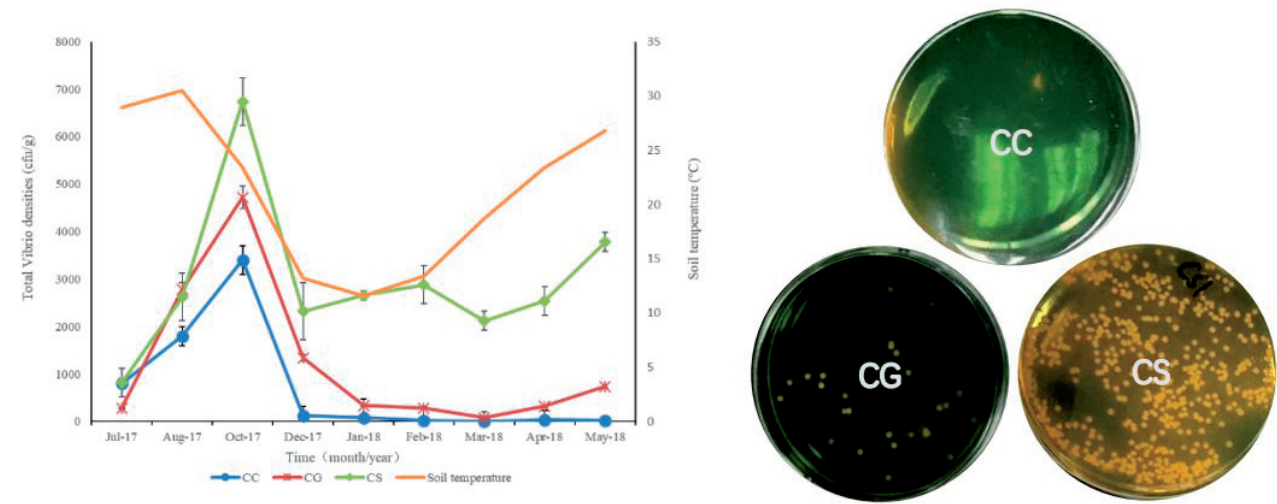 8000
7000
6000
5000
4000
3000
2000
1000
0
Total Vibrio densities (cfu/g)
35
30
25
20
15
10
5
0
Soil temperature (°C)
Jul-17 Aug-17 Oct-17 Dec-17 Jan-18 Feb-18 Mar-18 Apr-18 May-18
Time（month/year）
CC CG CS Soil temperature
CC
CG
CS